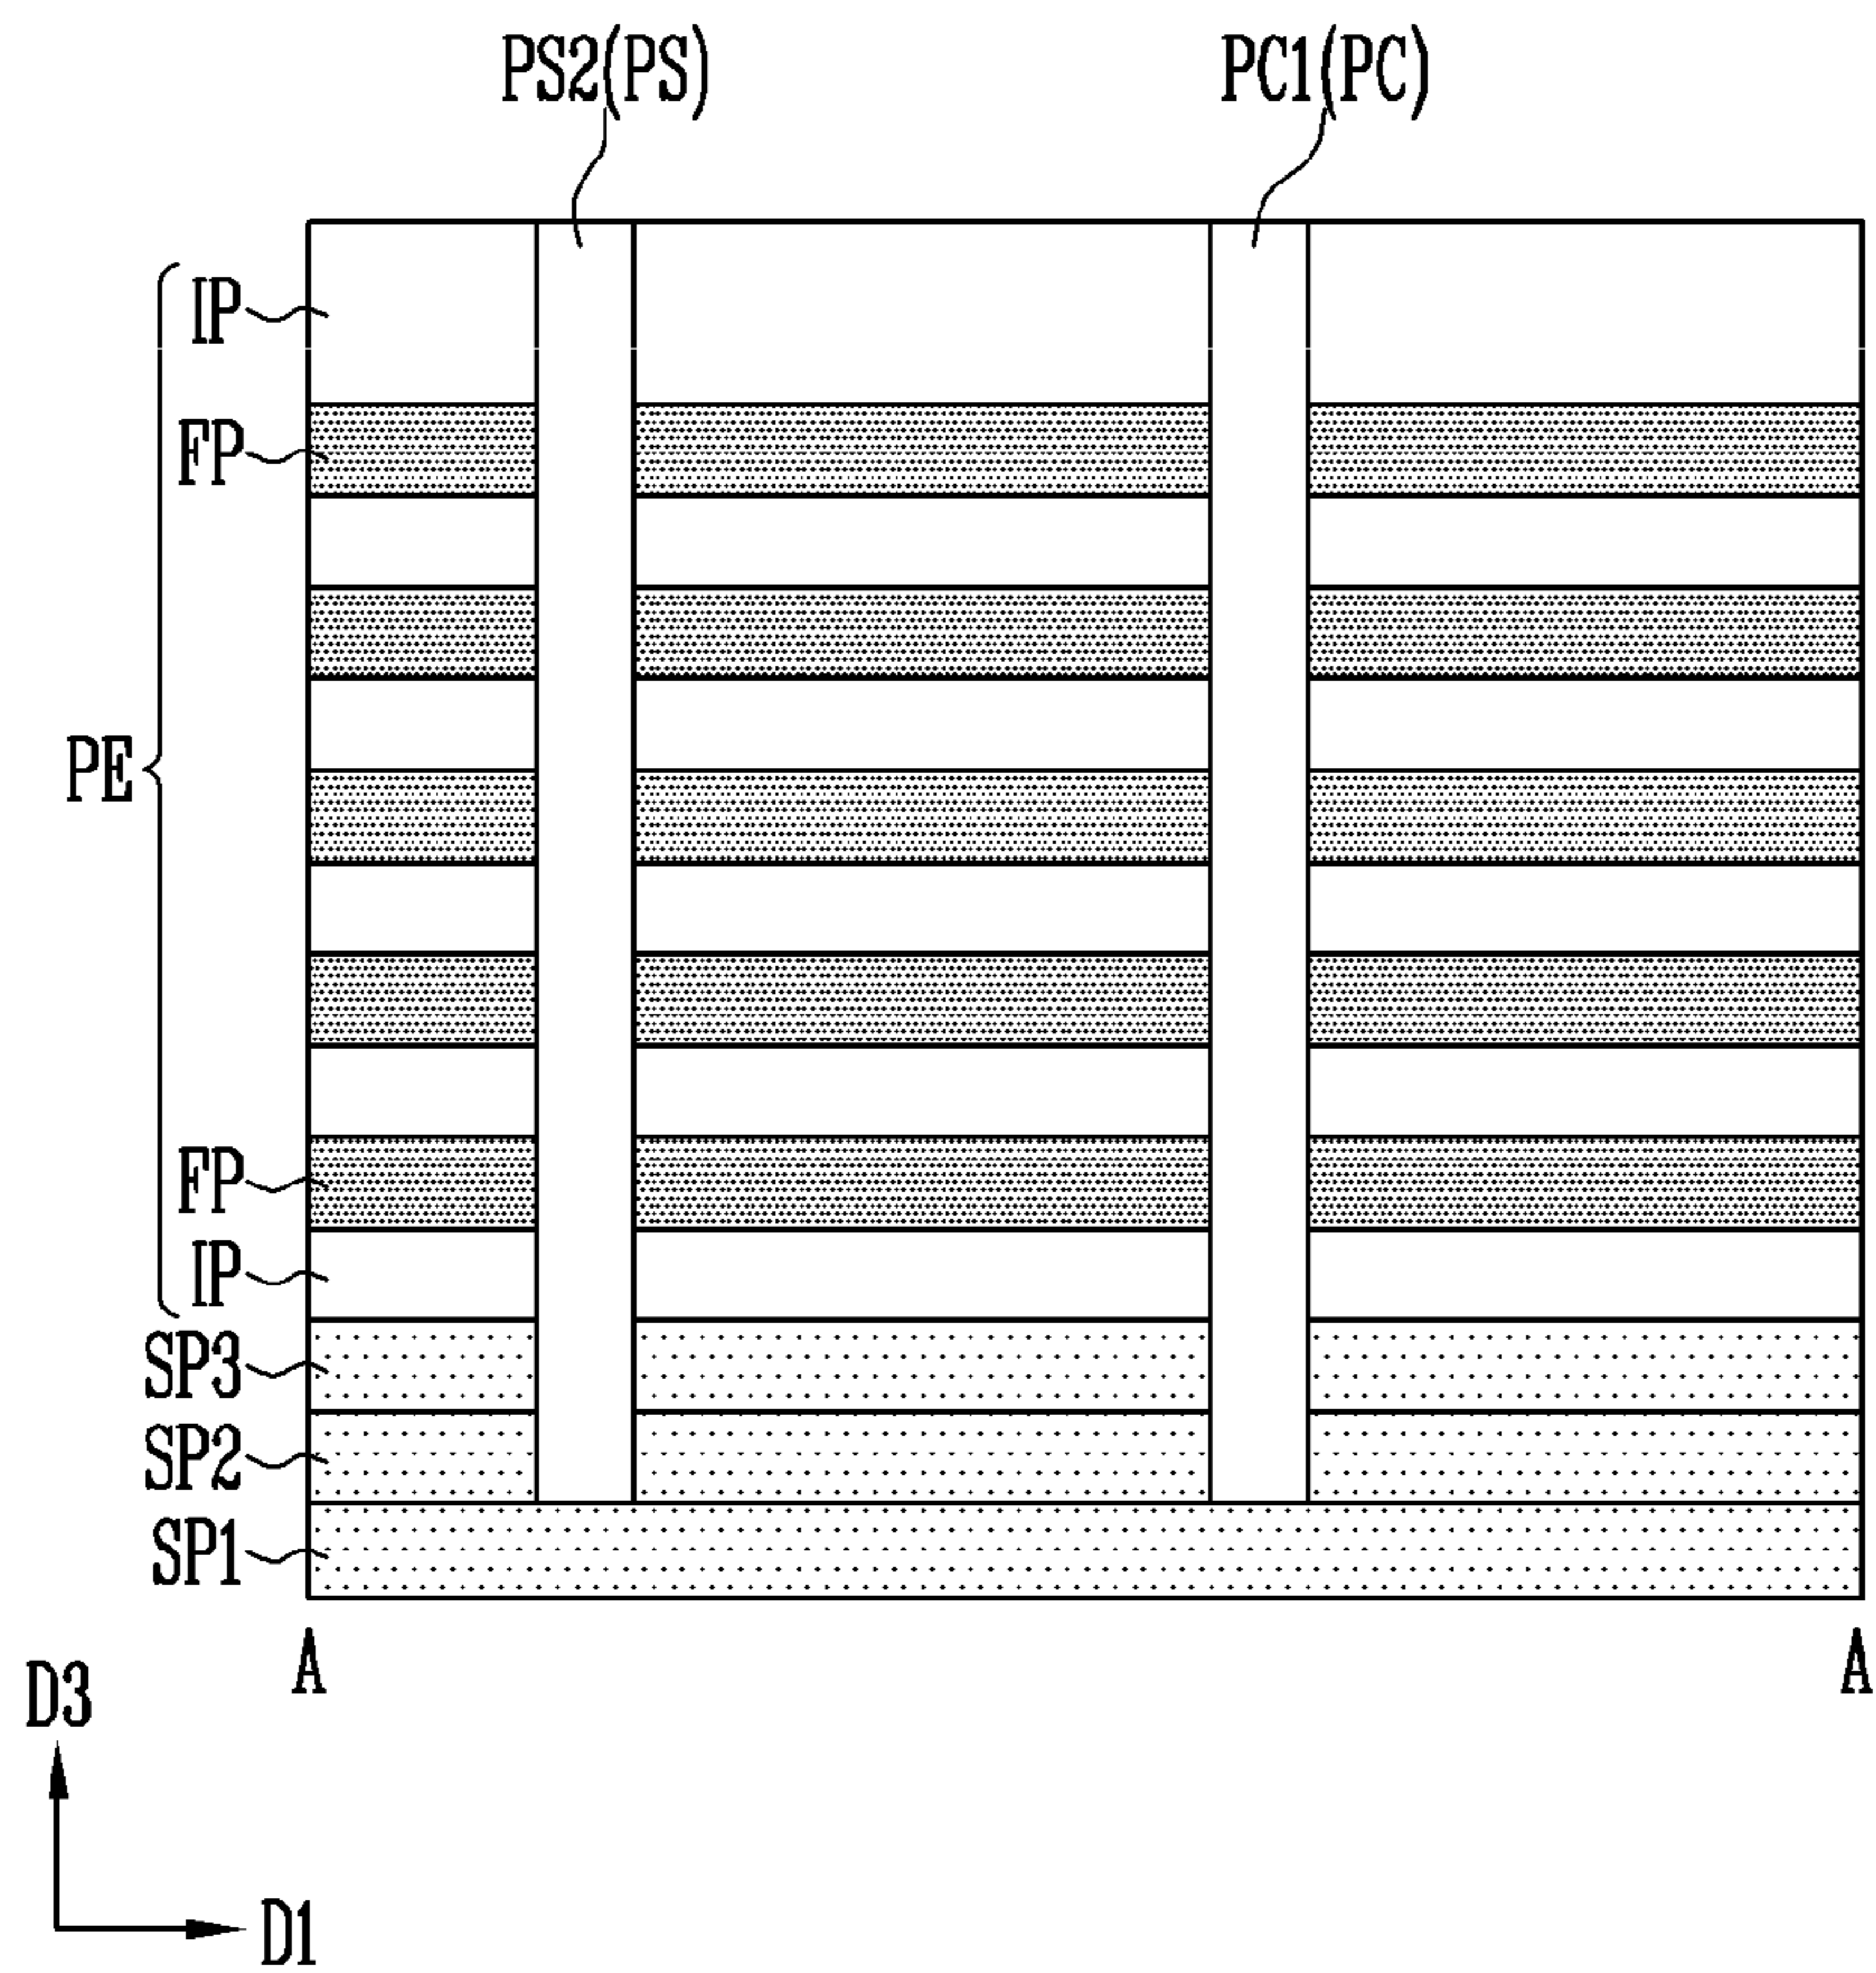 PS2(PS) PC1(PC)
IP
FP
PE
FP
IP
SP3
SP2
SP1
A A
D3
D1